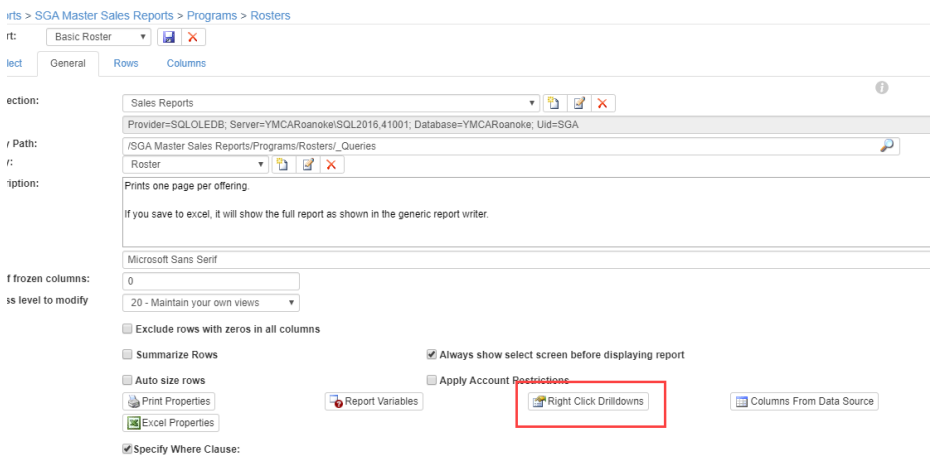 rts > SGA Master Sales Reports > Programs > Rosters
rt: Basic Roster
lect General Rows Columns
ection: Sales Reports
Provider=SQLOLEDB; Server=YMCARoanoke\SQL2016,41001; Database=YMCARoanoke; Uid=SGA
y Path: /SGA Master Sales Reports/Programs/Rosters/_Queries
y: Roster
ription: Prints one page per offering.
If you save to excel, it will show the full report as shown in the generic report writer.
Microsoft Sans Serif
f frozen columns: 0
ss level to modify 20 - Maintain your own views
Exclude rows with zeros in all columns
Summarize Rows Always show select screen before displaying report
Auto size rows Apply Account Restrictions
Print Properties Report Variables Right Click Drilldowns Columns From Data Source
Excel Properties
Specify Where Clause: